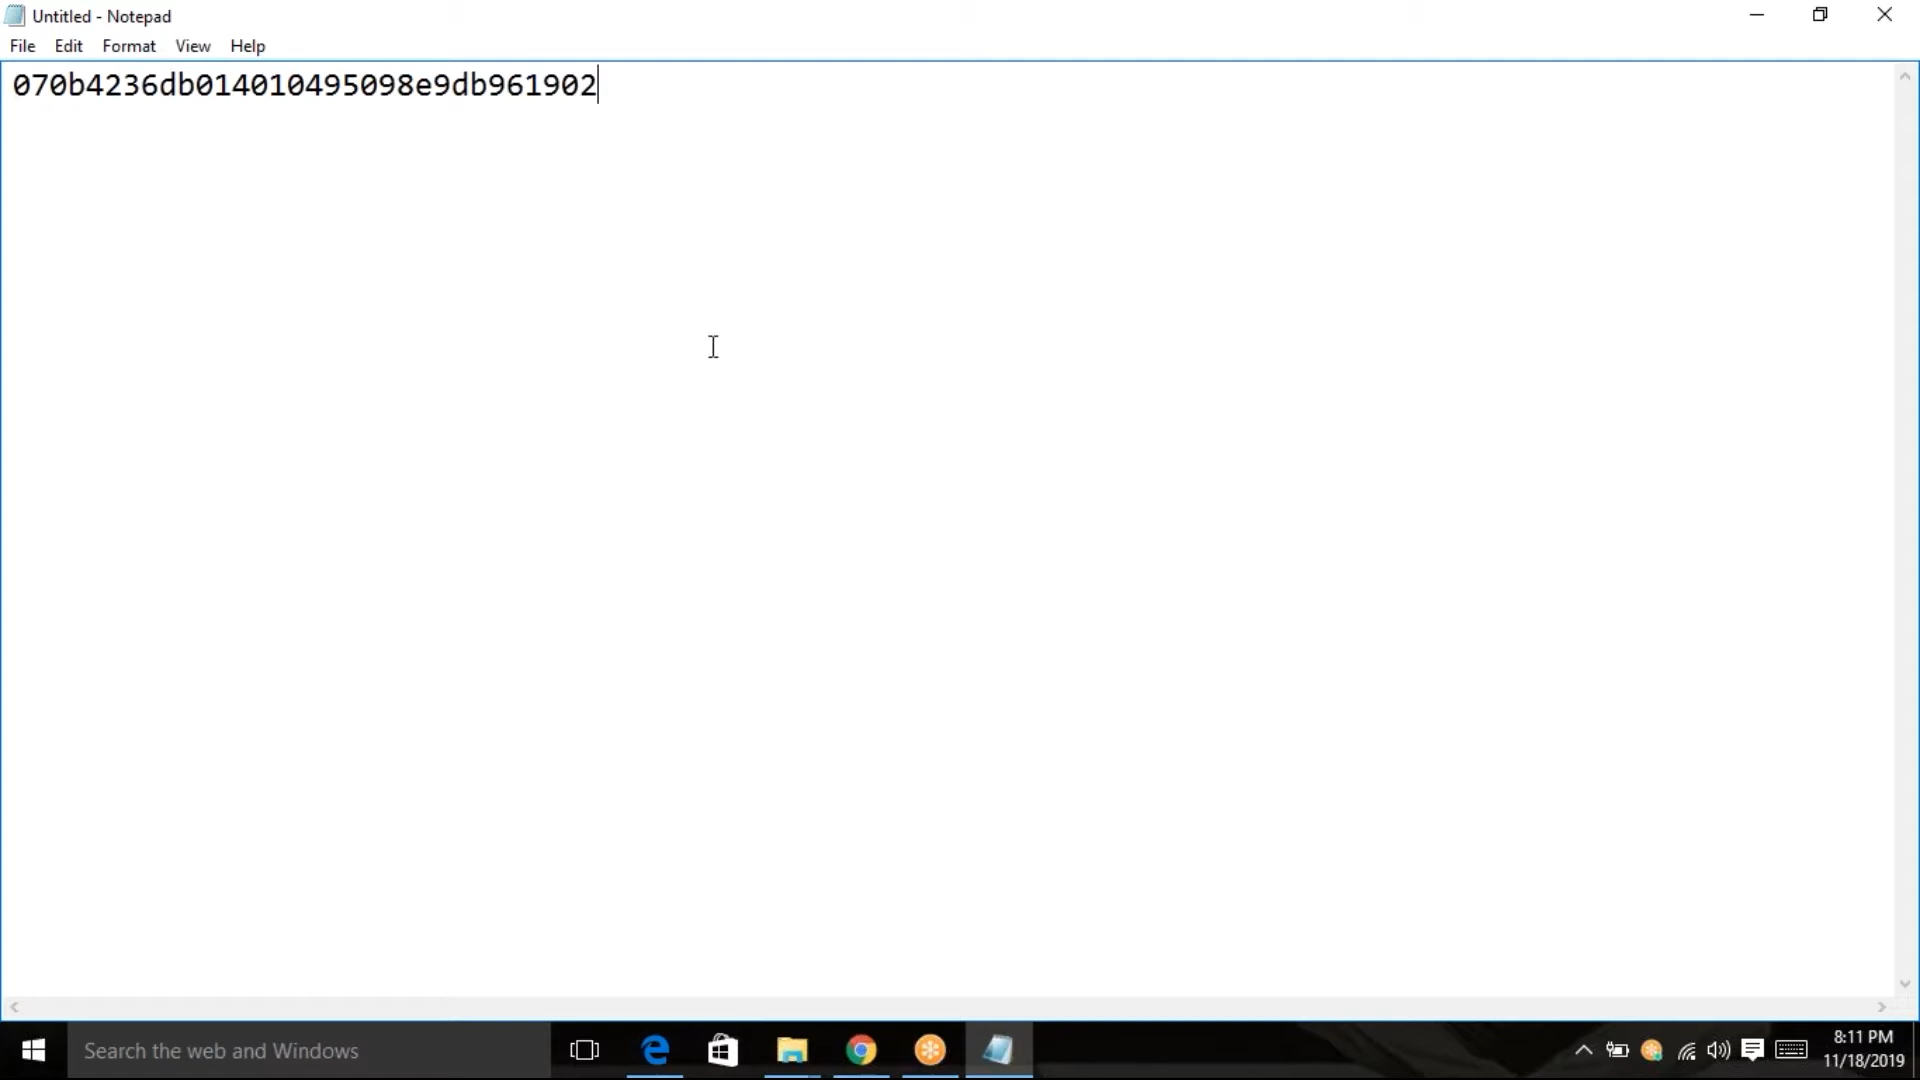 Untitled - Notepad
File Edit Format View Help
070b4236db014010495098e9db961902
Search the web and Windows
8:11 PM
11/18/2019